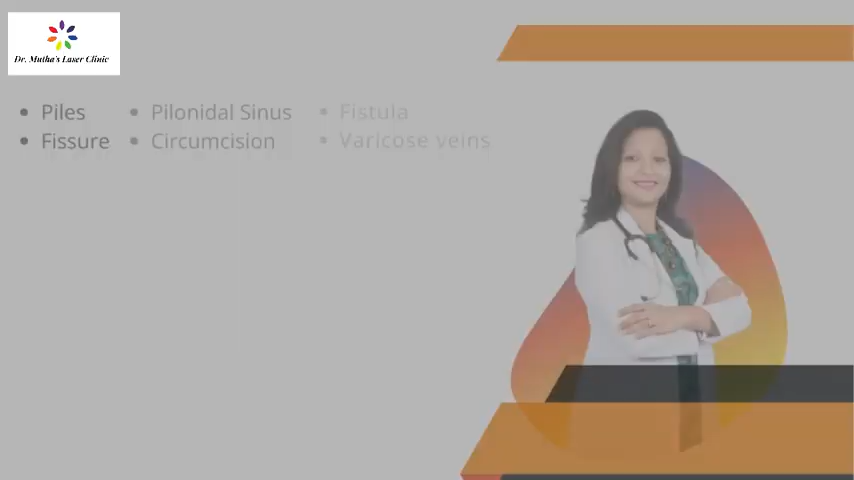 Dr. Mutha's Laser Clinic
• Piles • Pilonidal Sinus • Fistula
• Fissure • Circumcision • Varicose veins